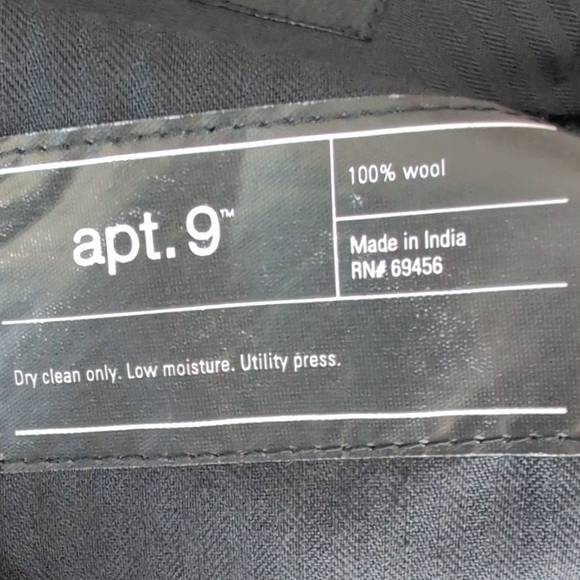 apt. 9™
100% wool
Made in India
RN# 69456
Dry clean only. Low moisture. Utility press.